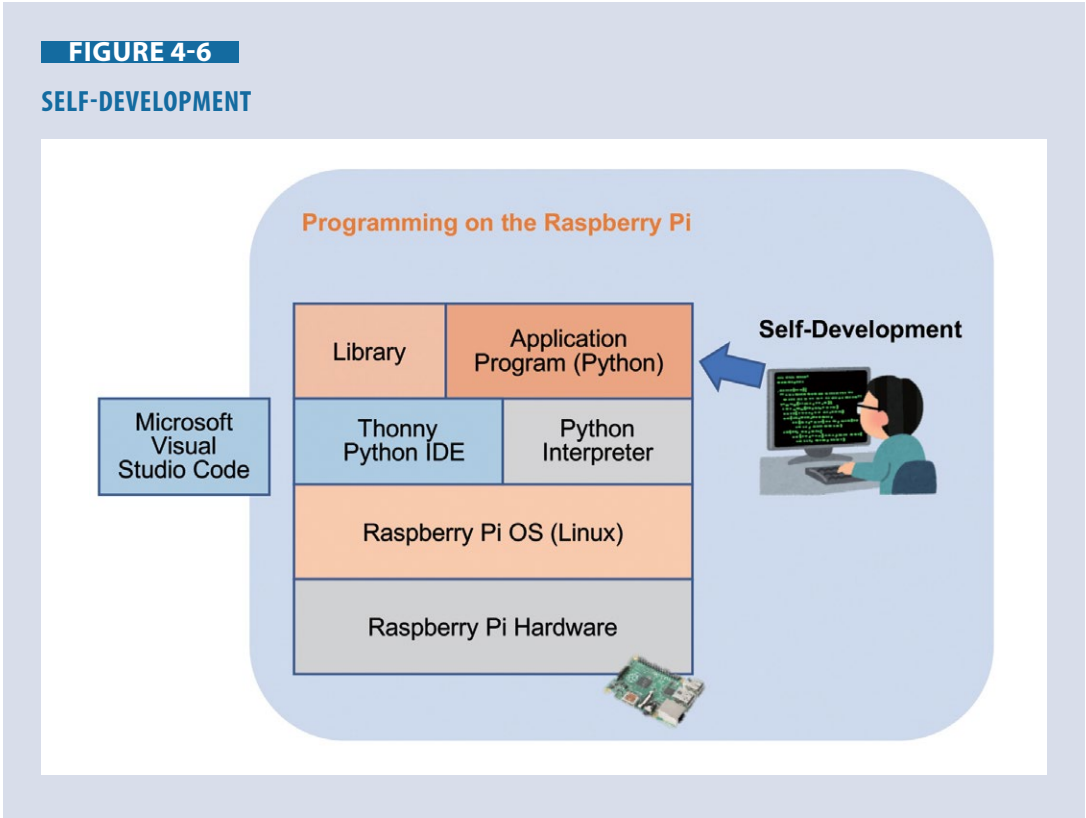 FIGURE 4-6
SELF-DEVELOPMENT
Programming on the Raspberry Pi
Library
Application
Program (Python)
Self-Development
Microsoft
Visual
Studio Code
Thonny
Python IDE
Python
Interpreter
Raspberry Pi OS (Linux)
Raspberry Pi Hardware